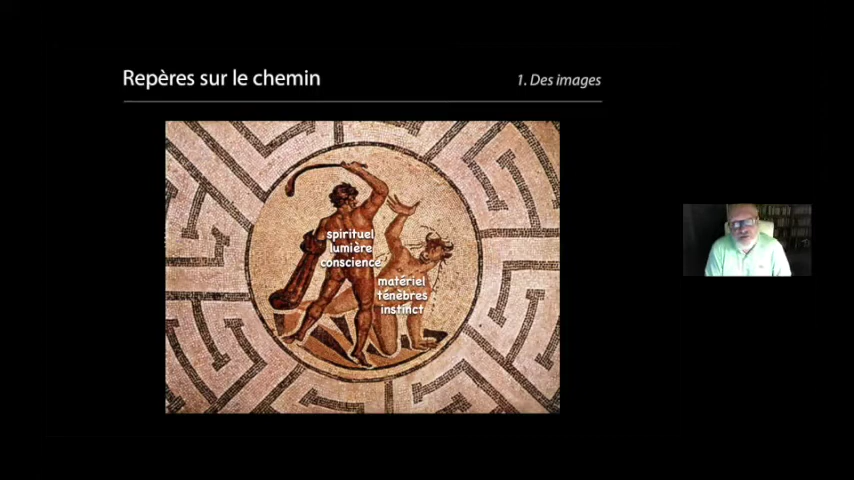 Repères sur le chemin
1. Des images
spirituel
lumière
conscience
matériel
ténèbres
instinct